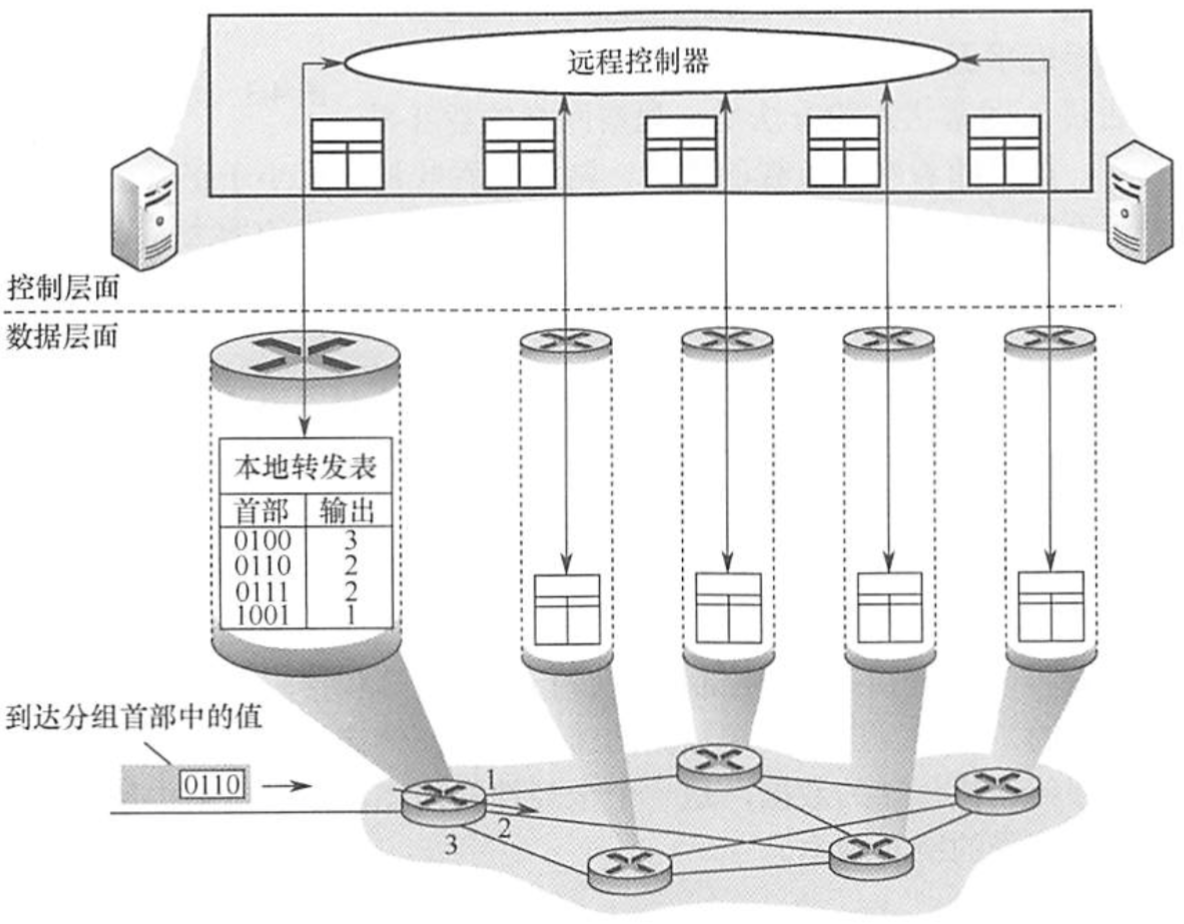 远程控制器
控制层面
数据层面
本地转发表
首部 输出
0100 3
0110 2
0111 2
1001 1
到达分组首部中的值
0110
1
2
3